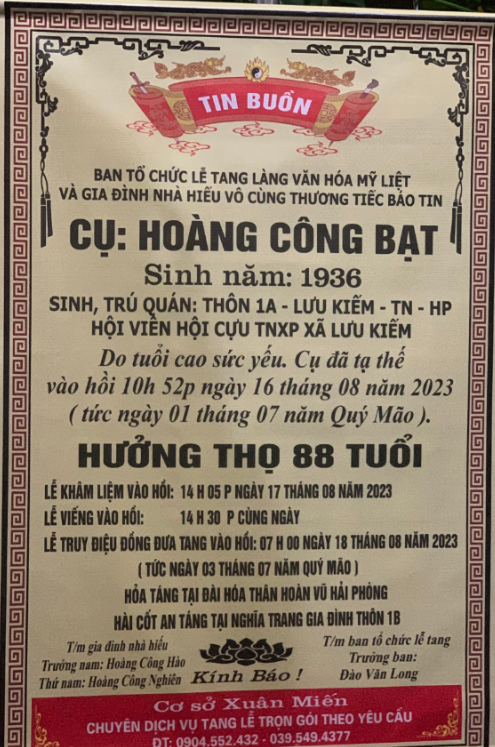 TIN BUỒN
BAN TỔ CHỨC LỄ TANG LÀNG VĂN HÓA MỸ LIỆT
VÀ GIA ĐÌNH NHÀ HIẾU VÔ CÙNG THƯƠNG TIẾC BÁO TIN
CỤ: HOÀNG CÔNG BẠT
Sinh năm: 1936
SINH, TRÚ QUÁN: THÔN 1A - LƯU KIẾM - TN - HP
HỘI VIÊN HỘI CỰU TNXP XÃ LƯU KIẾM
Do tuổi cao sức yếu. Cụ đã tạ thế
vào hồi 10h 52p ngày 16 tháng 08 năm 2023
( tức ngày 01 tháng 07 năm Quý Mão ).
HƯỞNG THỌ 88 TUỔI
LỄ KHÂM LIỆM VÀO HỒI: 14 H 05 P NGÀY 17 THÁNG 08 NĂM 2023
LỄ VIẾNG VÀO HỒI: 14 H 30 P CÙNG NGÀY
LỄ TRUY ĐIỆU ĐỒNG ĐƯA TANG VÀO HỒI: 07 H 00 NGÀY 18 THÁNG 08 NĂM 2023
( TỨC NGÀY 03 THÁNG 07 NĂM QUÝ MÃO )
HỎA TÁNG TẠI ĐÀI HÓA THÂN HOÀN VŨ HẢI PHÒNG
HÀI CỐT AN TÁNG TẠI NGHĨA TRANG GIA ĐÌNH THÔN 1B
T/m gia đình nhà hiếu
Trưởng nam: Hoàng Công Hào
Thứ nam: Hoàng Công Nghiên
Kính Báo !
T/m ban tổ chức lễ tang
Trưởng ban:
Đào Văn Long
Cơ sở Xuân Miến
CHUYÊN DỊCH VỤ TANG LỄ TRỌN GÓI THEO YÊU CẦU
ĐT: 0904.552.432 - 039.549.4377